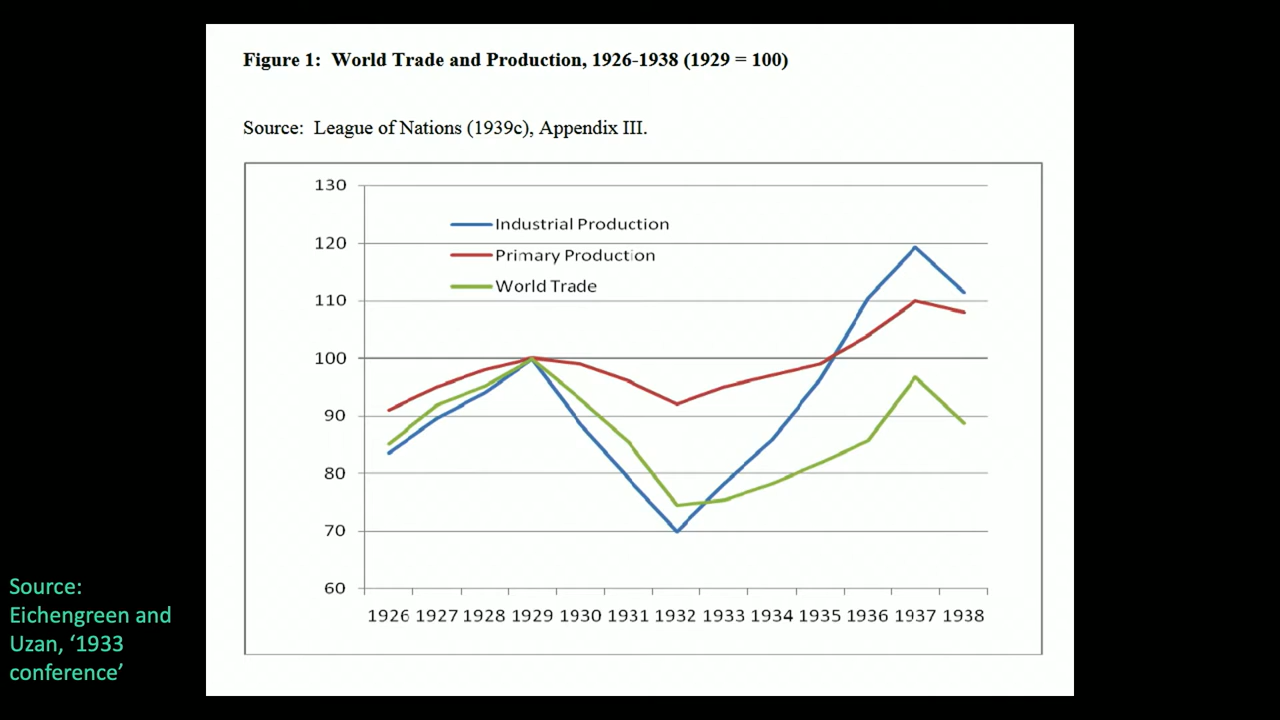 Figure 1: World Trade and Production, 1926-1938 (1929 = 100)
Source: League of Nations (1939c), Appendix III.
130
120
110
100
90
80
70
60
Industrial Production
Primary Production
World Trade
1926 1927 1928 1929 1930 1931 1932 1933 1934 1935 1936 1937 1938
Source:
Eichengreen and
Uzan, ‘1933
conference’